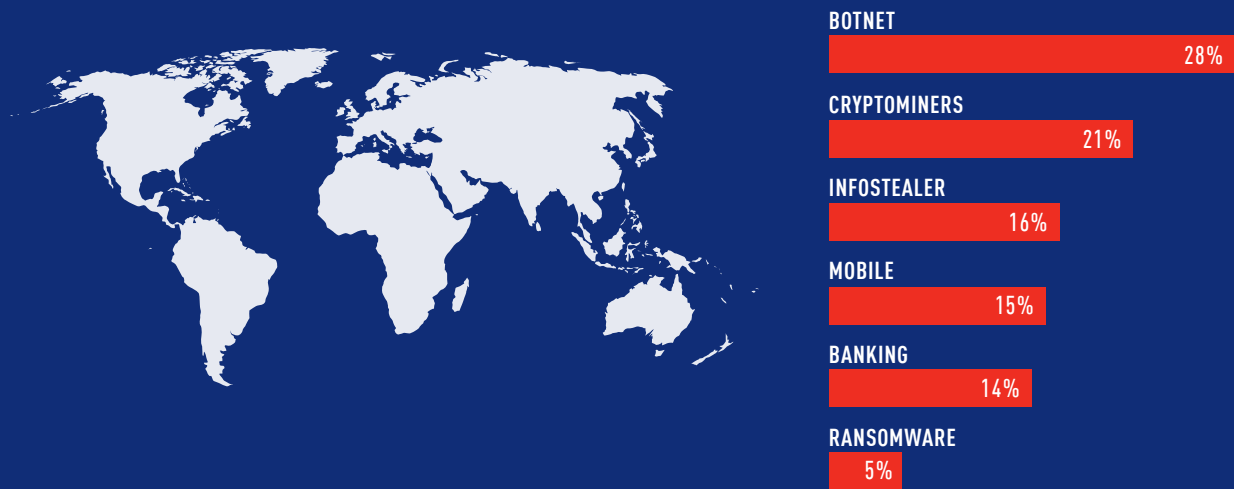 BOTNET
28%
CRYPTOMINERS
21%
INFOSTEALER
16%
MOBILE
15%
BANKING
14%
RANSOMWARE
5%